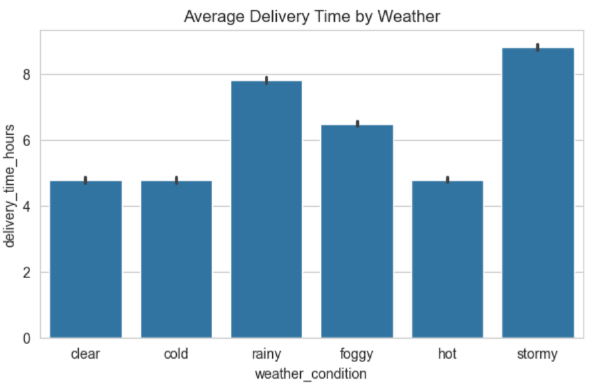 Average Delivery Time by Weather
delivery_time_hours
8
6
4
2
0
clear cold rainy foggy hot stormy
weather_condition